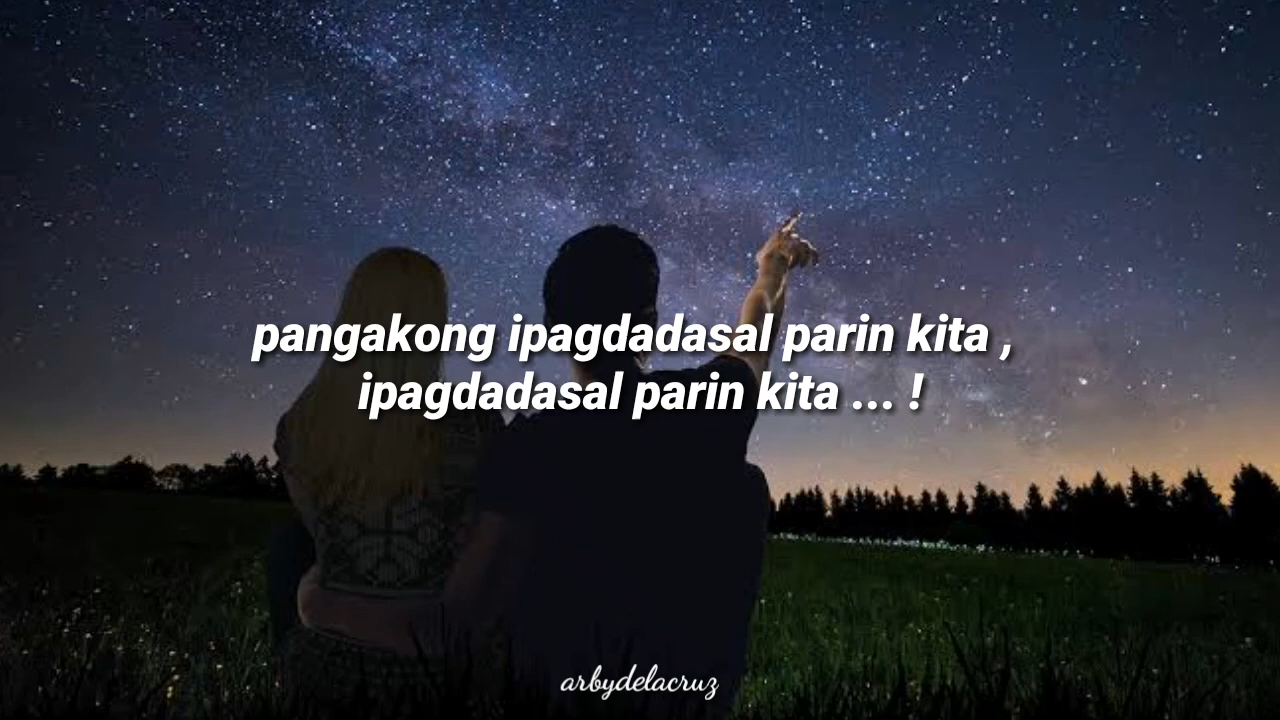 pangakong ipagdadasal parin kita ,
ipagdadasal parin kita ... !
arbydelacruz